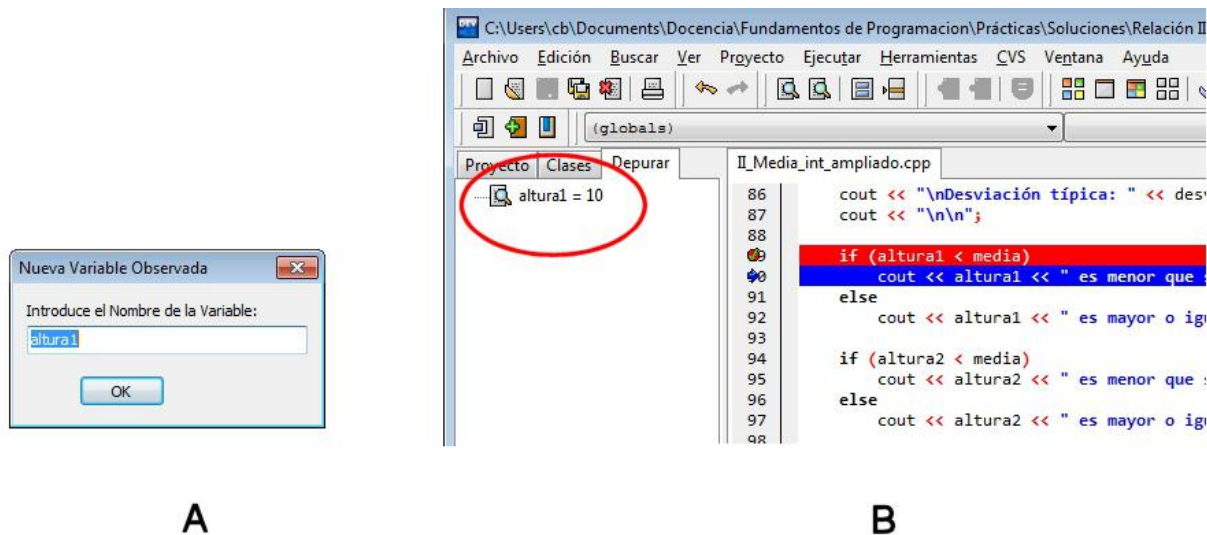 C:\Users\cb\Documents\Docencia\Fundamentos de Programacion\Prácticas\Soluciones\Relación II
Archivo Edición Buscar Ver Proyecto Ejecutar Herramientas CVS Ventana Ayuda
(globals)
Proyecto Clases Depurar II_Media_int_ampliado.cpp
altura1 = 10
86 cout << "\nDesviación típica: " << des
87 cout << "\n\n";
88
if (altura1 < media)
cout << altura1 << " es menor que s
91 else
92 cout << altura1 << " es mayor o ig
93
94 if (altura2 < media)
95 cout << altura2 << " es menor que
96 else
97 cout << altura2 << " es mayor o ig
98
Nueva Variable Observada
Introduce el Nombre de la Variable:
altura1
OK
A B